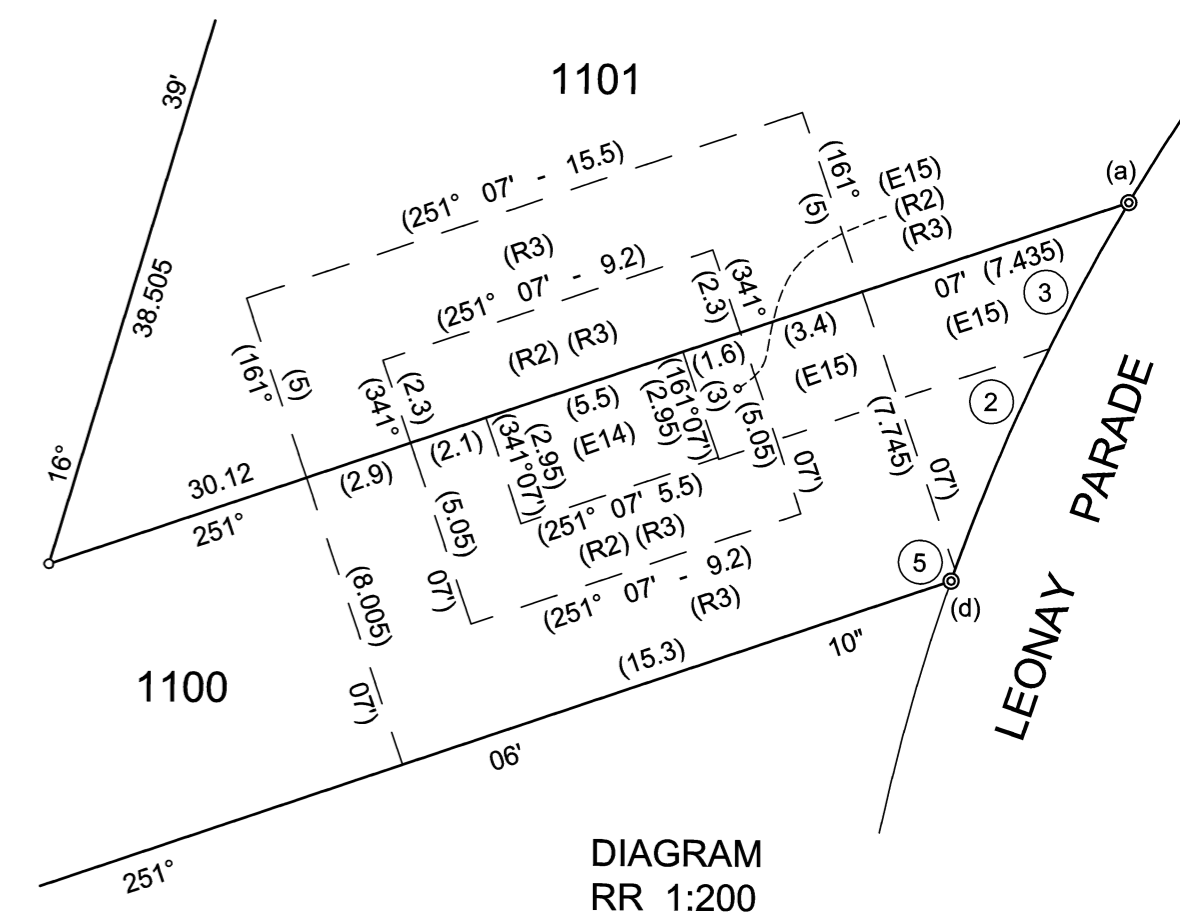 1101
39'
38.505
16°
(251° 07' - 15.5)
(161°
(5)
(E15)
(R2)
(R3)
(a)
(R3)
(251° 07' - 9.2)
(2.3)
(341°
07' (7.435)
3
(E15)
(R2) (R3)
(3.4)
(1.6)
(E15)
(161°
(5)
(341°
(2.3)
(5.5)
(161°07')
(2.95)
(3)
(5.05)
07')
2
(7.745)
07')
30.12
251°
(2.9)
(2.1)
(341°07')
(2.95)
(E14)
(251° 07' 5.5)
(R2) (R3)
(5.05)
07')
(251° 07' - 9.2)
(R3)
5
(d)
(8.005)
07')
(15.3)
10"
LEONAY PARADE
1100
06'
251°
DIAGRAM
RR 1:200